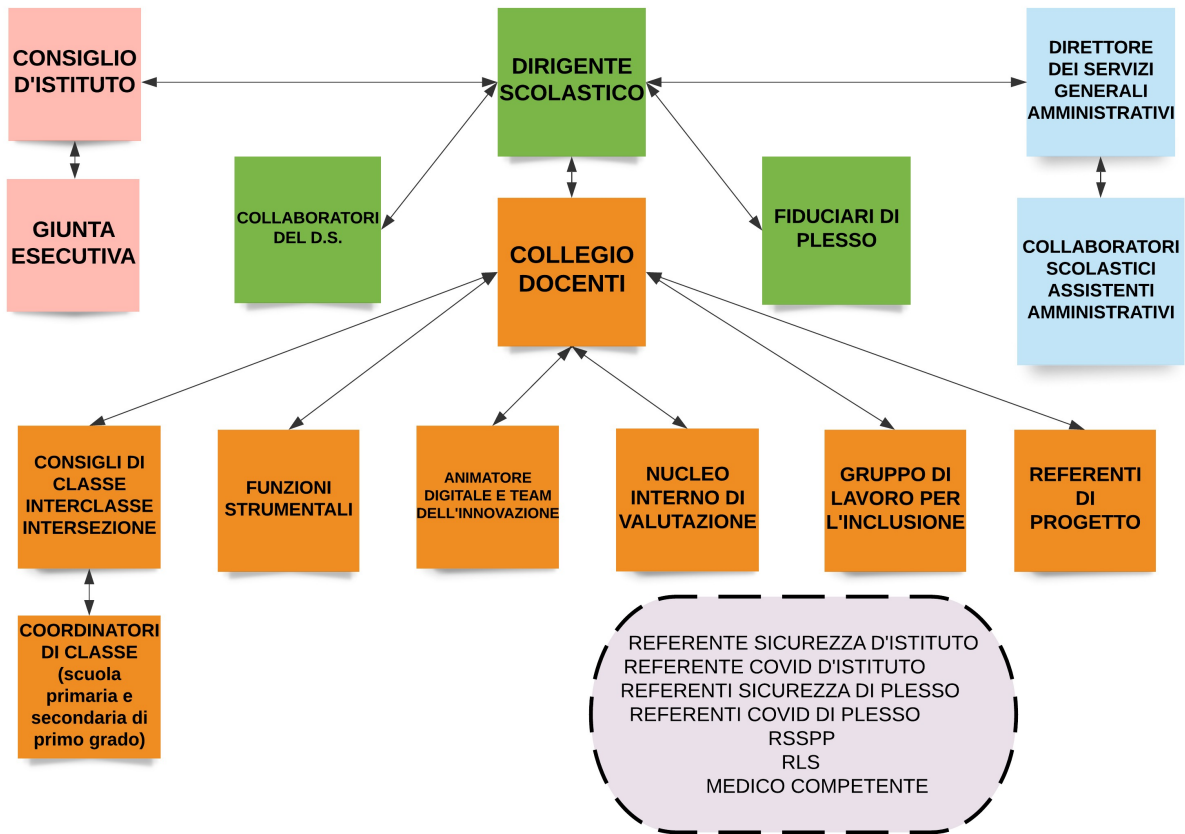 CONSIGLIO
D'ISTITUTO
DIRIGENTE
SCOLASTICO
DIRETTORE
DEI SERVIZI
GENERALI
AMMINISTRATIVI
GIUNTA
ESECUTIVA
COLLABORATORI
DEL D.S.
COLLEGIO
DOCENTI
FIDUCIARI DI
PLESSO
COLLABORATORI
SCOLASTICI
ASSISTENTI
AMMINISTRATIVI
CONSIGLI DI
CLASSE
INTERCLASSE
INTERSEZIONE
FUNZIONI
STRUMENTALI
ANIMATORE
DIGITALE E TEAM
DELL'INNOVAZIONE
NUCLEO
INTERNO DI
VALUTAZIONE
GRUPPO DI
LAVORO PER
L'INCLUSIONE
REFERENTI
DI
PROGETTO
COORDINATORI
DI CLASSE
(scuola
primaria e
secondaria di
primo grado)
REFERENTE SICUREZZA D'ISTITUTO
REFERENTE COVID D'ISTITUTO
REFERENTI SICUREZZA DI PLESSO
REFERENTI COVID DI PLESSO
RSSPP
RLS
MEDICO COMPETENTE